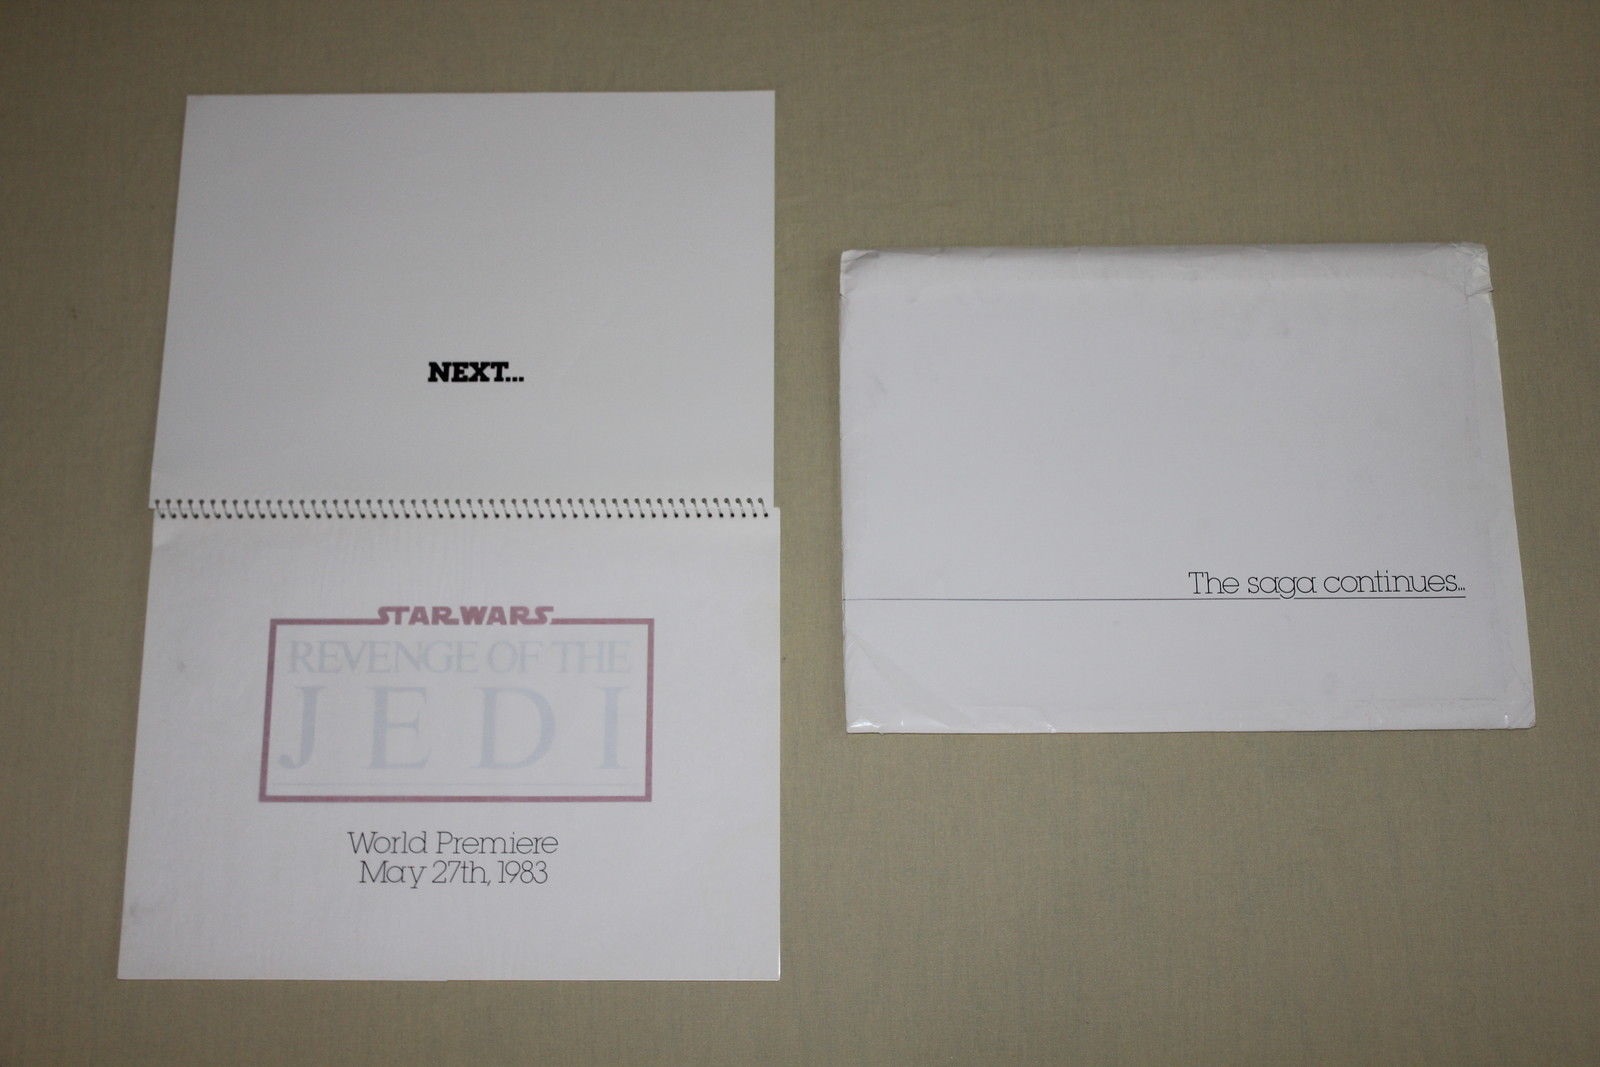 NEXT...
STAR WARS
REVENGE OF THE
JEDI
World Premiere
May 27th, 1983
The saga continues...